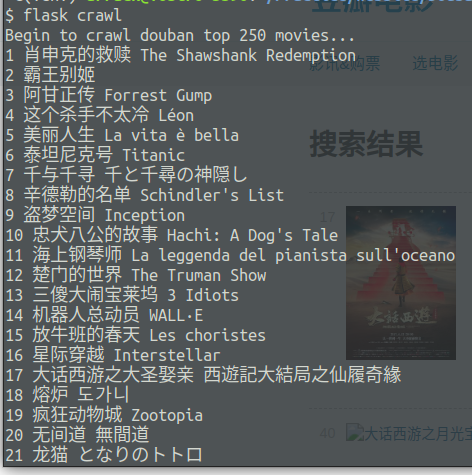 $ flask crawl
Begin to crawl douban top 250 movies...
1 肖申克的救赎 The Shawshank Redemption
影讯&购票 选电影
2 霸王别姬
3 阿甘正传 Forrest Gump
4 这个杀手不太冷 Léon
5 美丽人生 La vita è bella
搜索结果
6 泰坦尼克号 Titanic
7 千与千寻 千と千尋の神隠し
8 辛德勒的名单 Schindler's List
9 盗梦空间 Inception
17
10 忠犬八公的故事 Hachi: A Dog's Tale
11 海上钢琴师 La leggenda del pianista sull'oceano
12 楚门的世界 The Truman Show
13 三傻大闹宝莱坞 3 Idiots
14 机器人总动员 WALL·E
大话西游
15 放牛班的春天 Les choristes
16 星际穿越 Interstellar
17 大话西游之大圣娶亲 西遊記大結局之仙履奇緣
18 熔炉 도가니
19 疯狂动物城 Zootopia
20 无间道 無間道
40 大话西游之月光宝
21 龙猫 となりのトトロ